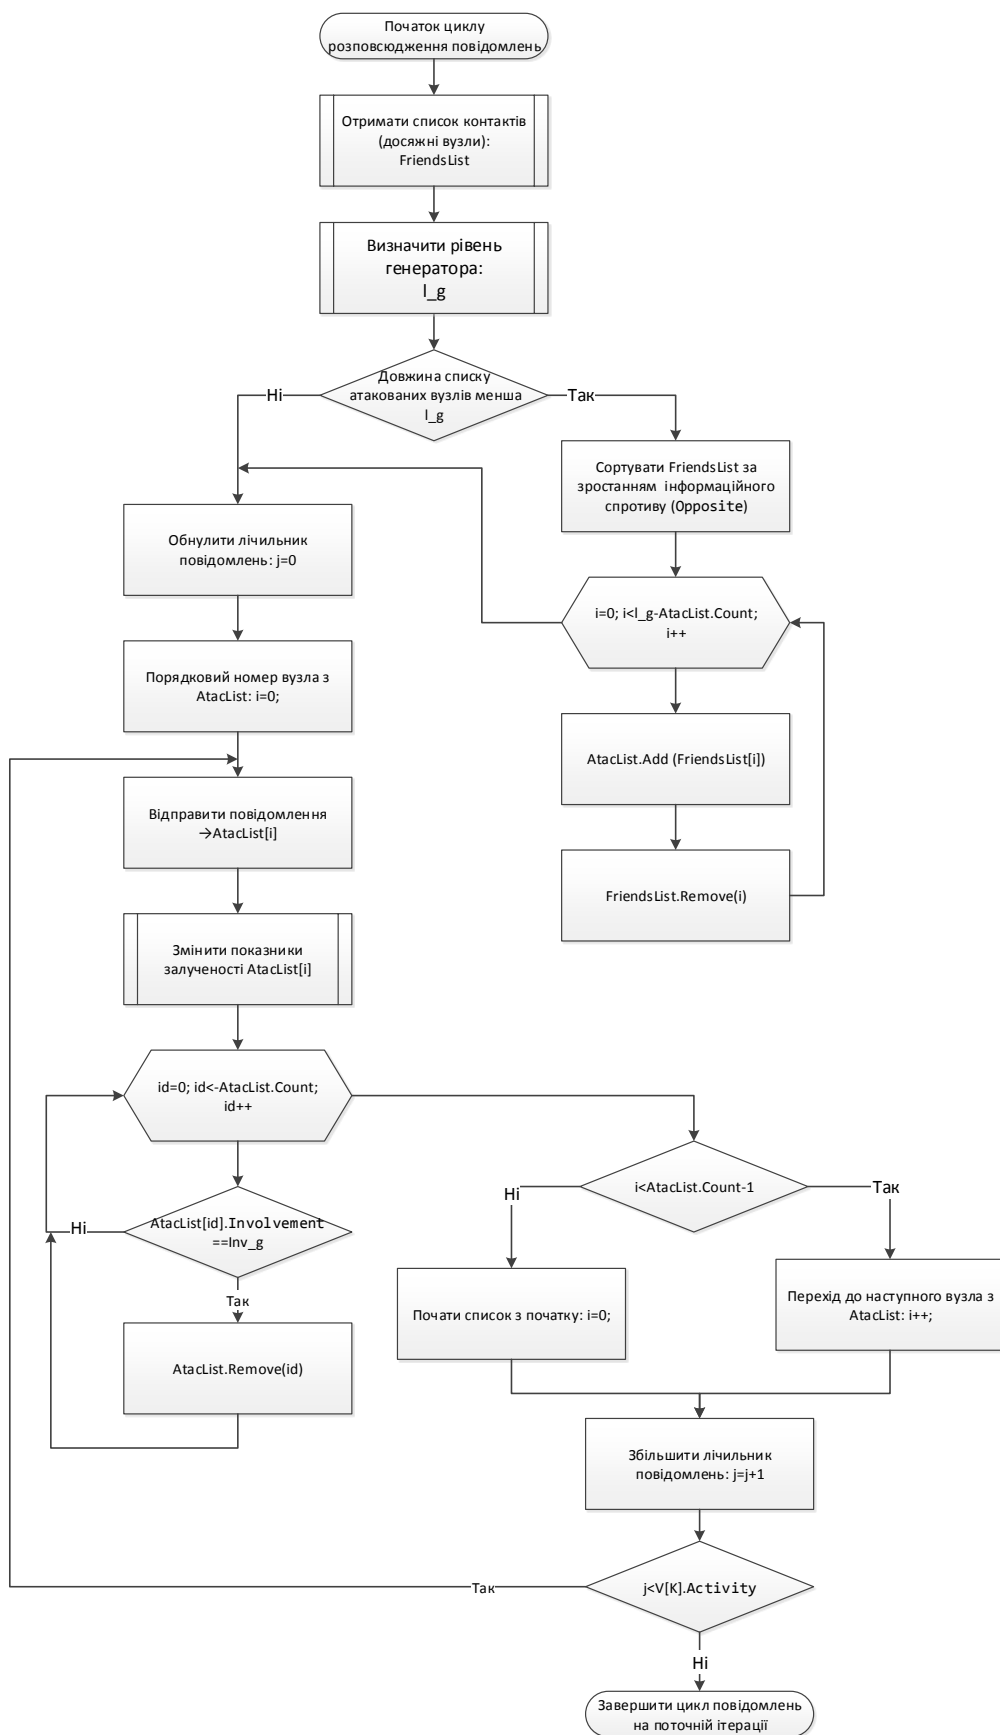 Початок циклу
розповсюдження повідомлень
Отримати список контактів
(досяжні вузли):
FriendsList
Визначити рівень
генератора:
l_g
Довжина списку
атакованих вузлів менша
l_g
Ні
Так
Сортувати FriendsList за
зростанням інформаційного
спротиву (Opposite)
Обнулити лічильник
повідомлень: j=0
i=0; i<l_g-AtacList.Count;
i++
Порядковий номер вузла з
AtacList: i=0;
AtacList.Add (FriendsList[i])
Відправити повідомлення
→AtacList[i]
FriendsList.Remove(i)
Змінити показники
залученості AtacList[i]
id=0; id<-AtacList.Count;
id++
i<AtacList.Count-1
Ні
Так
AtacList[id].Involvement
==Inv_g
Ні
Так
Почати список з початку: i=0;
Перехід до наступного вузла з
AtacList: i++;
AtacList.Remove(id)
Збільшити лічильник
повідомлень: j=j+1
j<V[K].Activity
Так
Ні
Завершити цикл повідомлень
на поточній ітерації